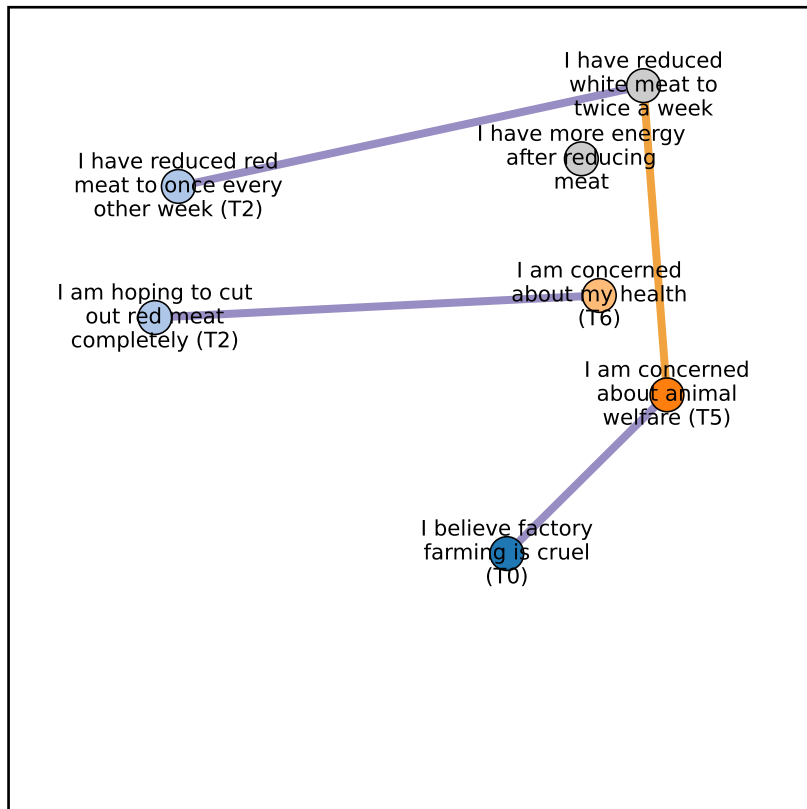 I have reduced
white meat to
twice a week
I have more energy
after reducing
meat
I have reduced red
meat to once every
other week (T2)
I am concerned
about my health
(T6)
I am hoping to cut
out red meat
completely (T2)
I am concerned
about animal
welfare (T5)
I believe factory
farming is cruel
(T0)